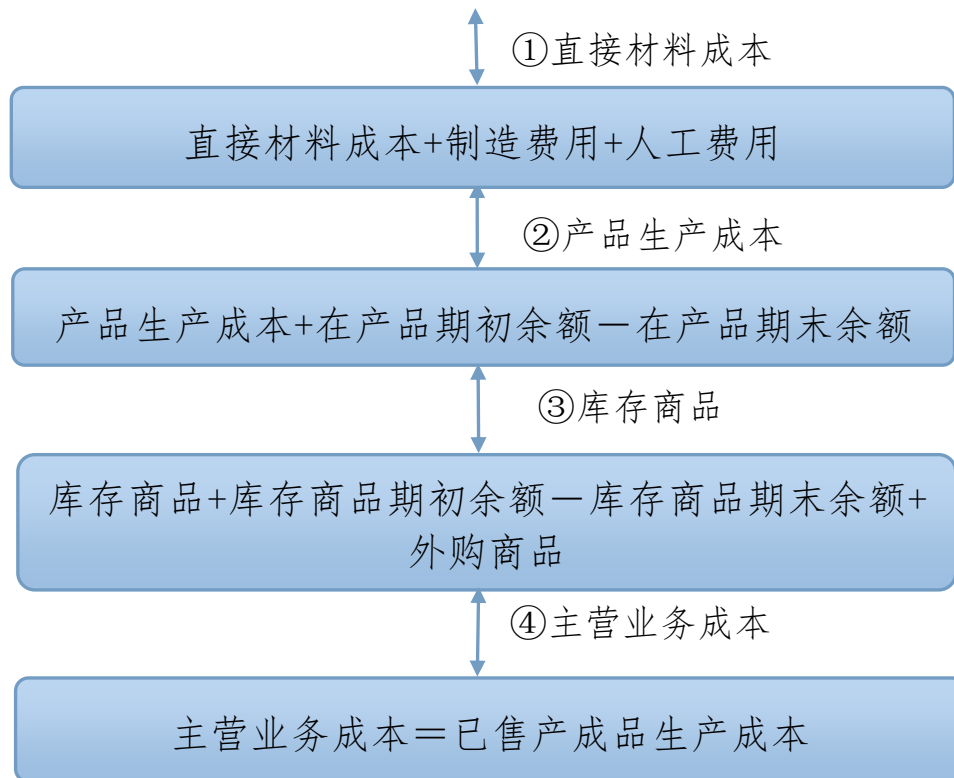 ①直接材料成本
直接材料成本+制造费用+人工费用
②产品生产成本
产品生产成本+在产品期初余额－在产品期末余额
③库存商品
库存商品+库存商品期初余额－库存商品期末余额+
外购商品
④主营业务成本
主营业务成本＝已售产成品生产成本